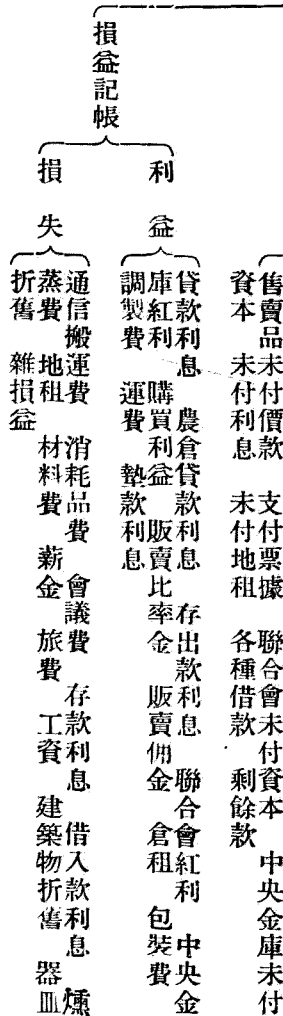 售賣品未付價款 支付票據 聯合會未付資本 中央金庫未付
資本 未付利息 未付地租 各種借款 剩餘款
損益記帳
利益
貸款利息 農倉貸款利息 存出款利息 聯合會紅利 中央金
庫紅利 購買利益 販賣比率金 販賣佣金 倉租 包裝費
調製費 運費 墊款利息
損失
通信搬運費 消耗品費 會議費 存款利息 借入款利息 燻
蒸費 地租 材料費 薪金 旅費 工資 建築物折舊 器皿
折舊 雜損益